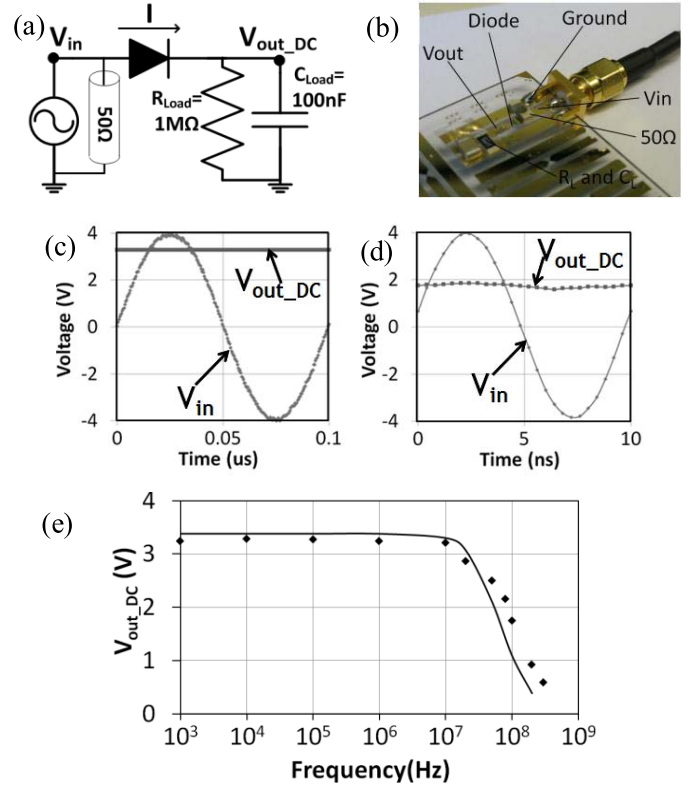 (a)
I
V_in
V_out_DC
50Ω
R_Load=
1MΩ
C_Load=
100nF
(b)
Diode
Ground
Vout
Vin
50Ω
R_L and C_L
(c)
Voltage (V)
4
2
0
-2
-4
V_out_DC
V_in
0
0.05
0.1
Time (us)
(d)
Voltage (V)
4
2
0
-2
-4
V_out_DC
V_in
0
5
10
Time (ns)
(e)
V_out_DC (V)
4
3
2
1
0
10^3
10^4
10^5
10^6
10^7
10^8
10^9
Frequency(Hz)